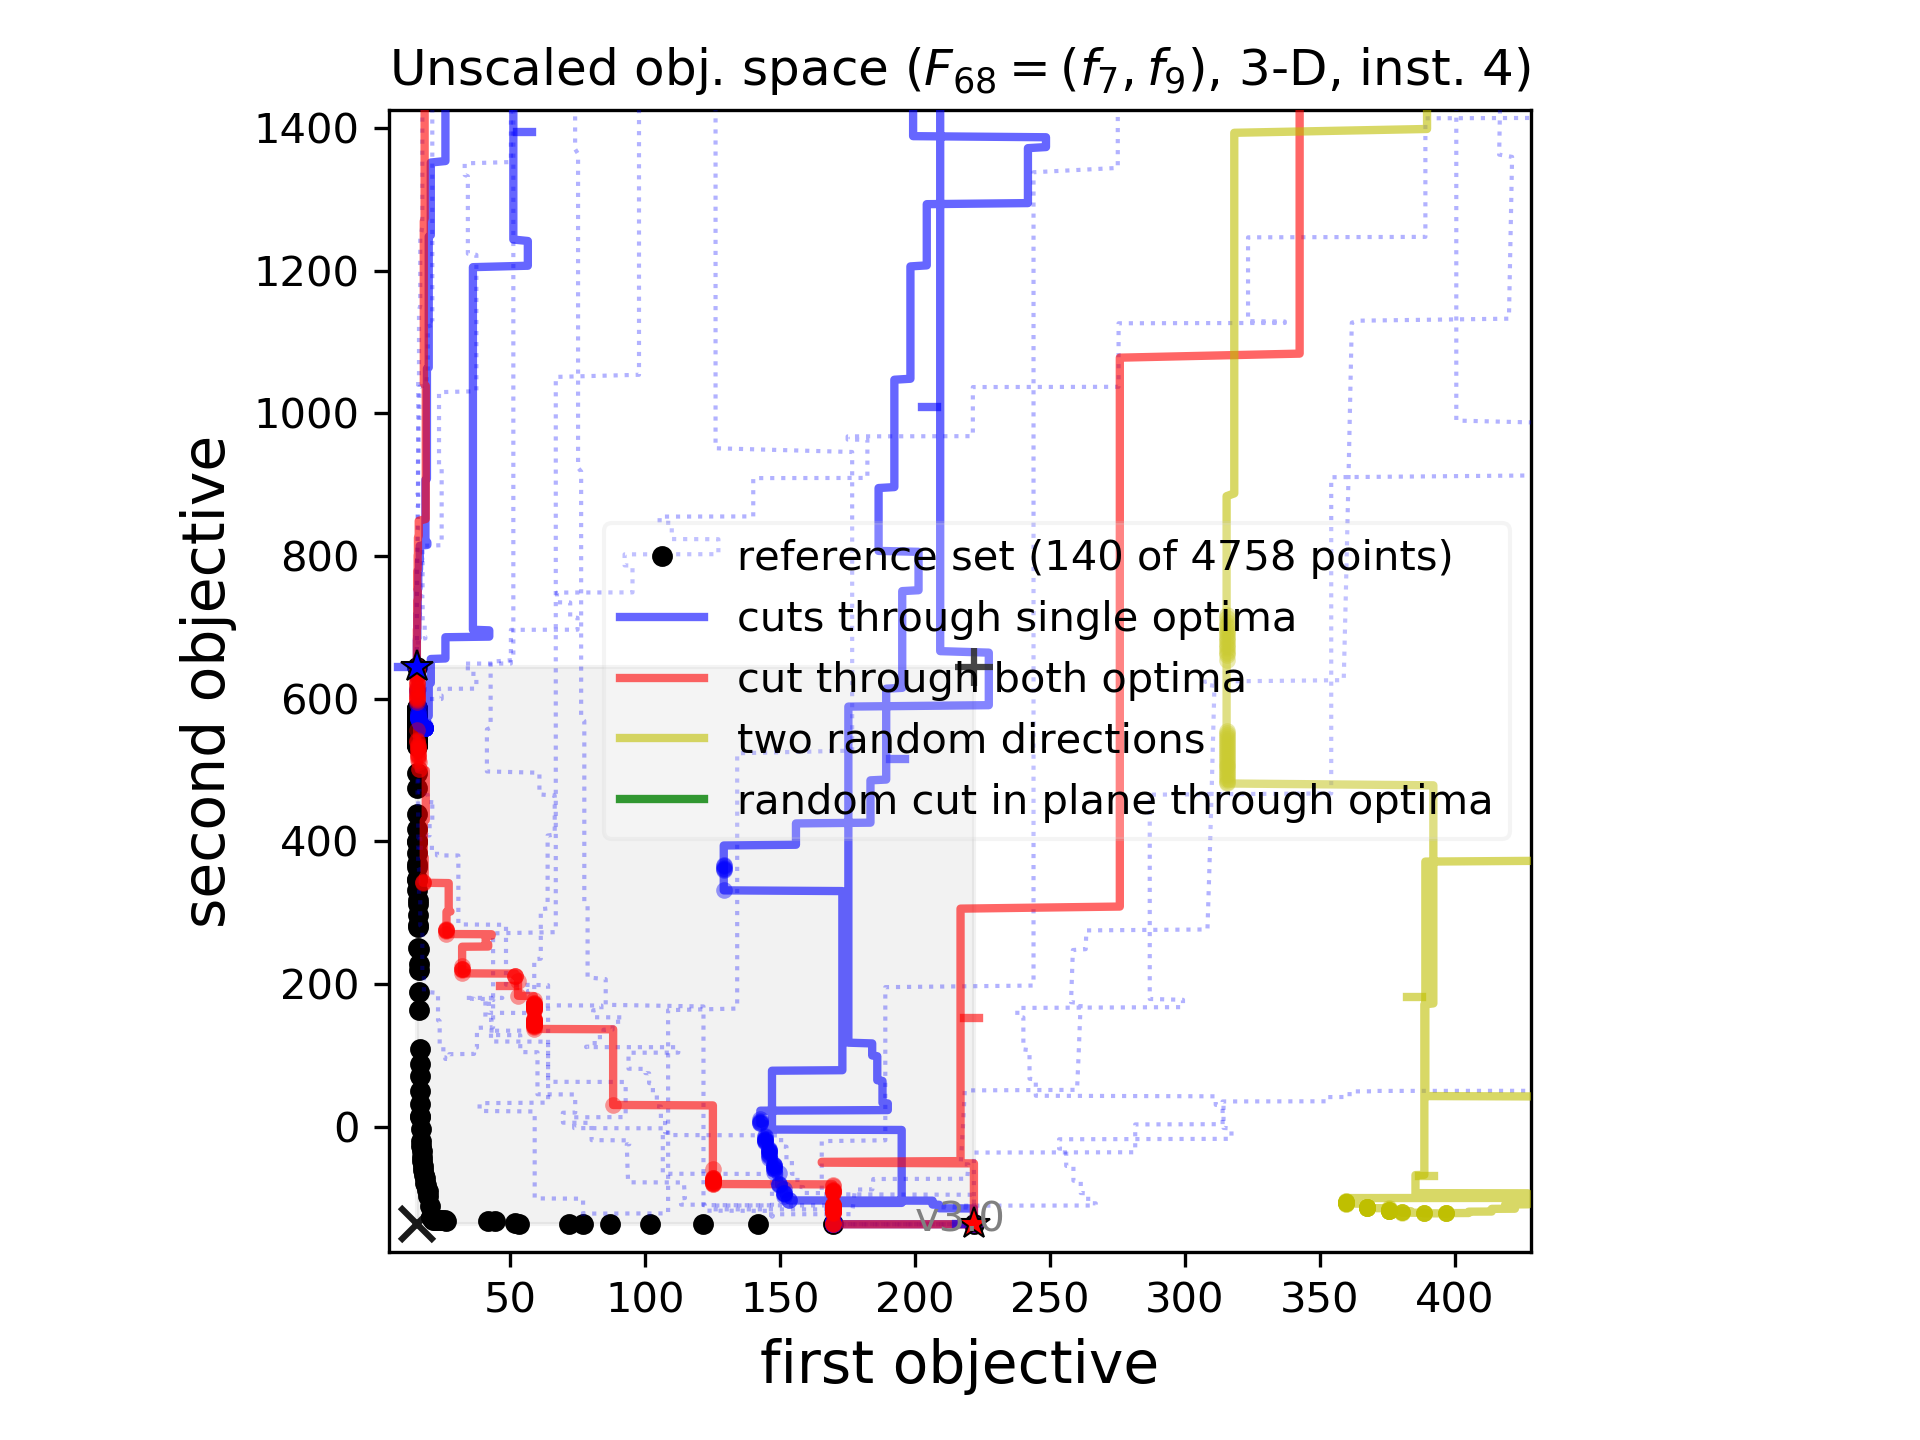 Unscaled obj. space (F68 = (f7, f9), 3-D, inst. 4)
1400
1200
1000
800
600
400
200
0
second objective
reference set (140 of 4758 points)
cuts through single optima
cut through both optima
two random directions
random cut in plane through optima
v3.0
50 100 150 200 250 300 350 400
first objective